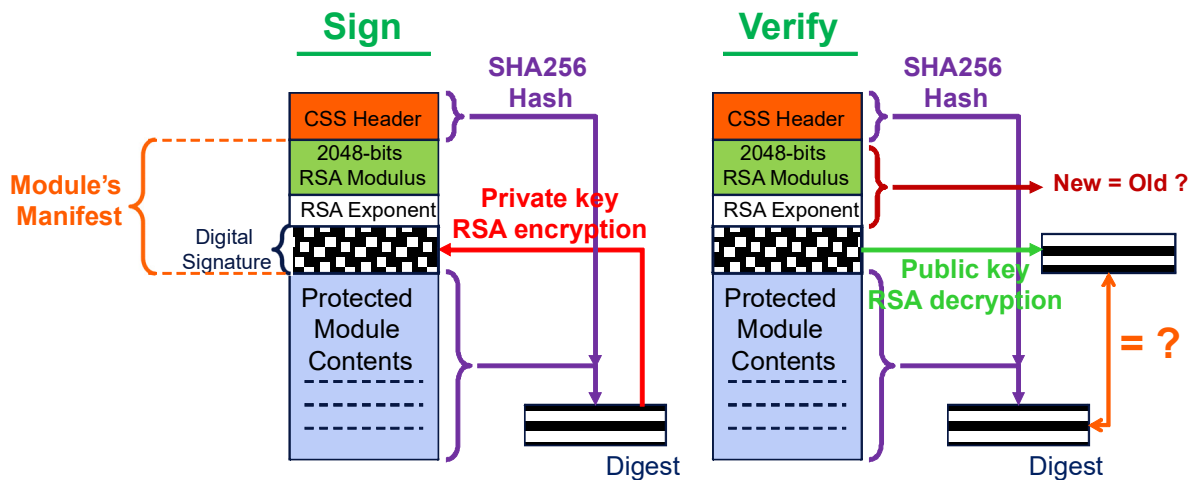 Sign
SHA256
Hash
CSS Header
2048-bits
RSA Modulus
RSA Exponent
Module's
Manifest
Digital
Signature
Private key
RSA encryption
Protected
Module
Contents
Digest
Verify
SHA256
Hash
CSS Header
2048-bits
RSA Modulus
RSA Exponent
New = Old ?
Public key
RSA decryption
Protected
Module
Contents
= ?
Digest